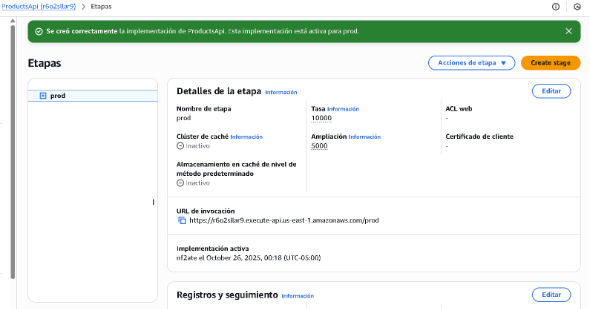 ProductsApi (r6o2sllar9) > Etapas
Se creó correctamente la implementación de ProductsApi. Esta implementación está activa para prod.
Etapas
Acciones de etapa
Create stage
prod
Detalles de la etapa Información
Editar
Nombre de etapa
prod
Tasa Información
10000
ACL web
-
Clúster de caché Información
Inactivo
Ampliación Información
5000
Certificado de cliente
-
Almacenamiento en caché de nivel de
método predeterminado
Inactivo
URL de invocación
https://r6o2sllar9.execute-api.us-east-1.amazonaws.com/prod
Implementación activa
nf2ate el October 26, 2025, 00:18 (UTC-05:00)
Registros y seguimiento Información
Editar